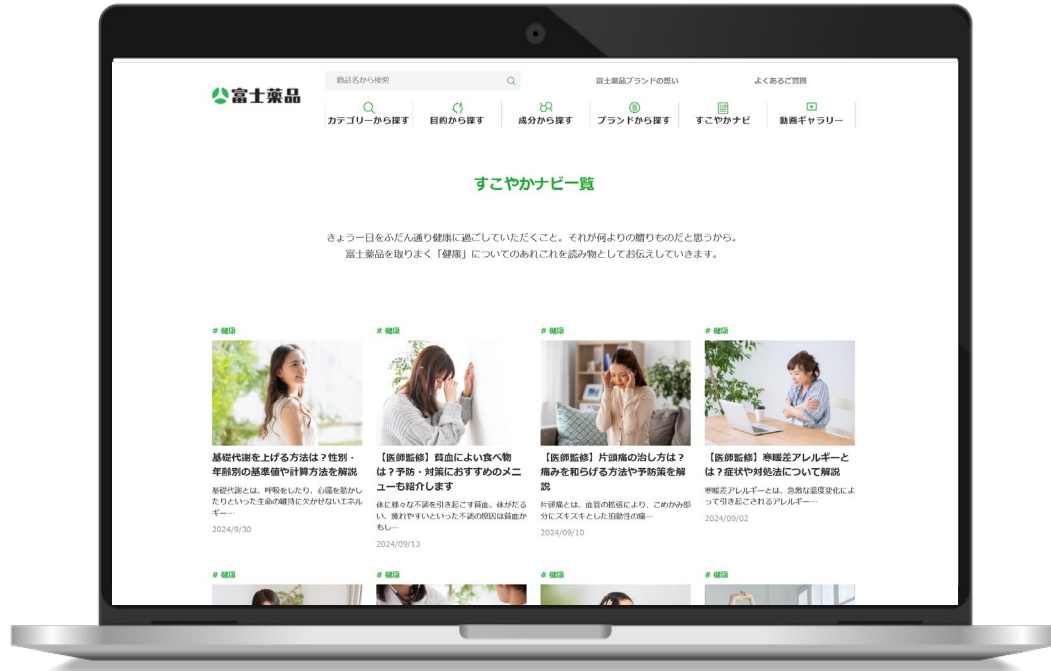 富士薬品
商品名から検索
富士薬品ブランドの想い
よくあるご質問
カテゴリーから探す
目的から探す
成分から探す
ブランドから探す
すこやかナビ
動画ギャラリー
すこやかナビ一覧
きょう一日をふだん通り健康に過ごしていただくこと。それが何よりの贈りものだと思うから。
富士薬品を取りまく「健康」についてのあれこれを読み物としてお伝えしていきます。
# 健康
基礎代謝を上げる方法は？性別・
年齢別の基準値や計算方法を解説
基礎代謝とは、呼吸をしたり、心臓を動かし
たりといった生命の維持に欠かせないエネル
ギー…
2024/9/30
# 健康
【医師監修】貧血によい食べ物
は？予防・対策におすすめのメニ
ューも紹介します
体に様々な不調を引き起こす貧血。体がだる
い、疲れやすいといった不調の原因は貧血か
もし…
2024/09/13
# 健康
【医師監修】片頭痛の治し方は？
痛みを和らげる方法や予防策を解
説
片頭痛とは、血管の拡張により、こめかみ部
分にズキズキとした拍動性の痛…
2024/09/10
# 健康
【医師監修】寒暖差アレルギーと
は？症状や対処法について解説
寒暖差アレルギーとは、急激な温度変化によ
って引き起こされるアレルギー…
2024/09/02
# 健康
# 健康
# 健康
# 健康